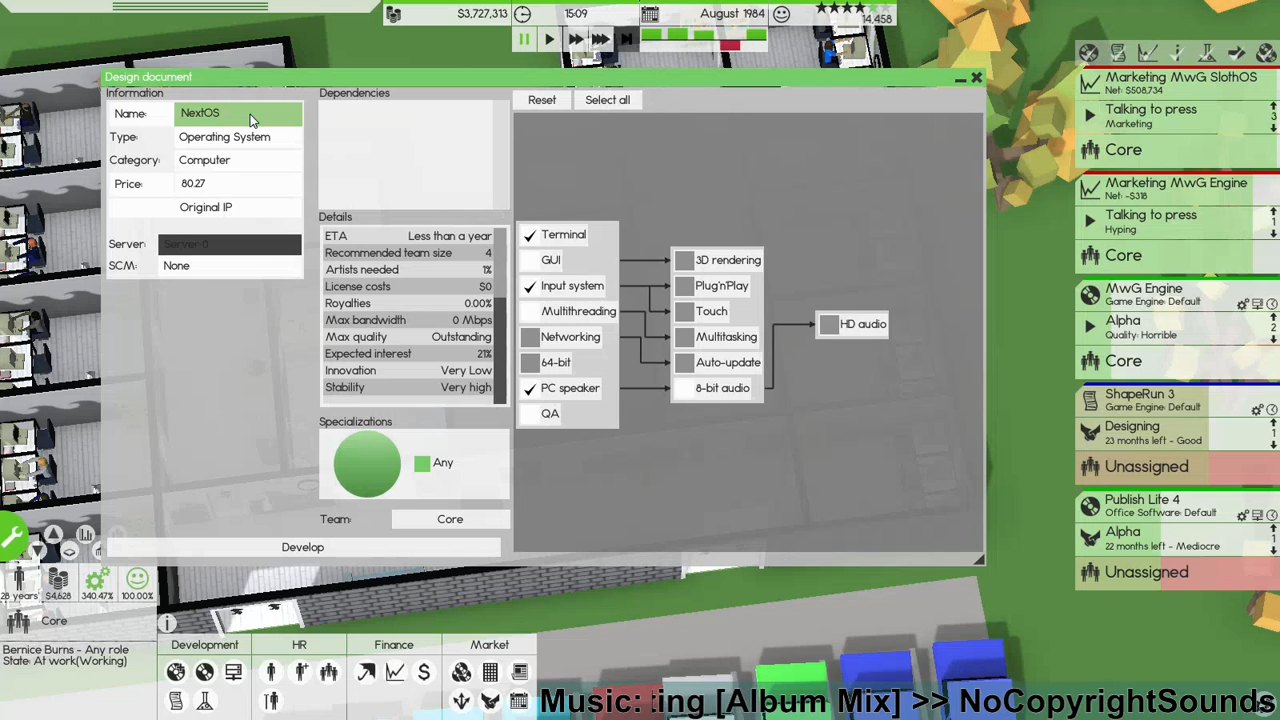 $3,727,313
15:09
August 1984
14,458
Design document
Information
Name: NextOS
Type: Operating System
Category: Computer
Price: 80.27
Original IP
Server: Server 0
SCM: None
Dependencies
Details
ETA Less than a year
Recommended team size 4
Artists needed 1%
License costs $0
Royalties 0.00%
Max bandwidth 0 Mbps
Max quality Outstanding
Expected interest 21%
Innovation Very Low
Stability Very high
Specializations
Any
Team: Core
Develop
Reset Select all
Terminal
GUI
Input system
Multithreading
Networking
64-bit
PC speaker
QA
3D rendering
Plug'n'Play
Touch
Multitasking
Auto-update
8-bit audio
HD audio
Marketing MwG SlothOS
Net: $508,734
Talking to press
Marketing
3
Core
Marketing MwG Engine
Net: -$318
Talking to press
Hyping
Core
MwG Engine
Game Engine: Default
Alpha
Quality: Horrible
2
Core
ShapeRun 3
Game Engine: Default
Designing
23 months left - Good
1
Unassigned
Publish Lite 4
Office Software: Default
Alpha
22 months left - Mediocre
1
Unassigned
28 years $4,628 340.47% 100.00%
Core
Bernice Burns - Any role
State: At work(Working)
Development HR Finance Market
Music: ting [Album Mix] >> NoCopyrightSounds